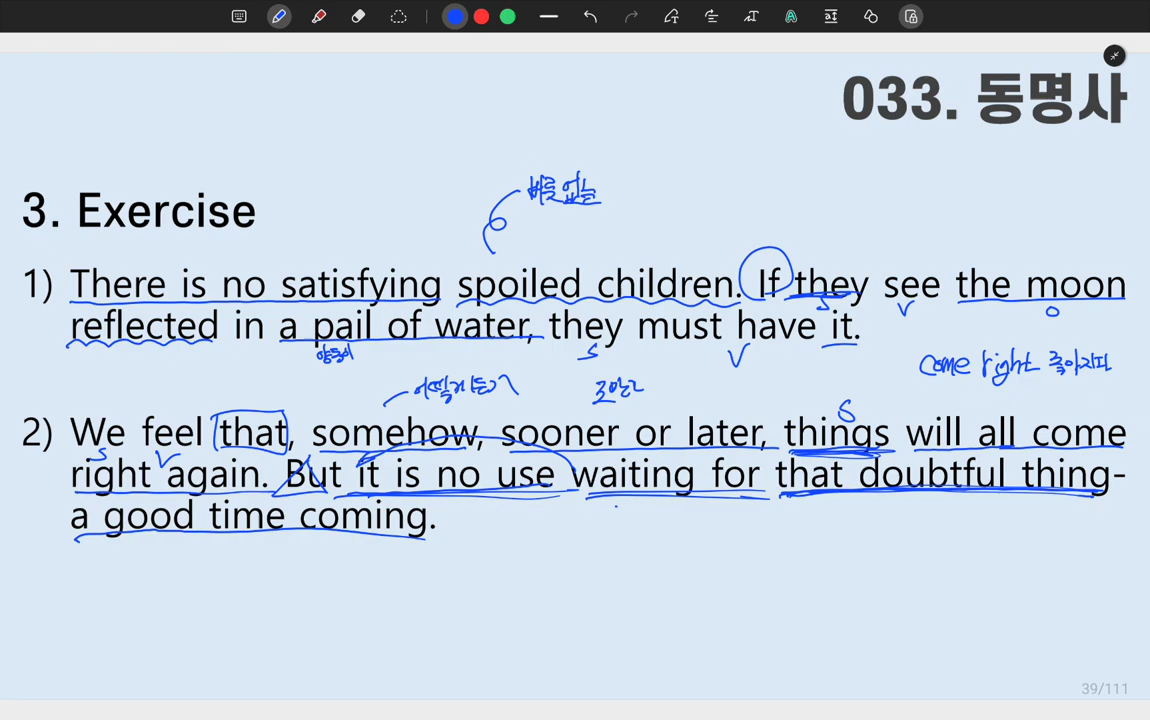 033. 동명사
3. Exercise
버릇 없는
1) There is no satisfying spoiled children. If they see the moon
S V O
reflected in a pail of water, they must have it.
양동이 S V
come right 좋아지다
어떻게든가 조만간
S
2) We feel that, somehow, sooner or later, things will all come
S V
right again. But it is no use waiting for that doubtful thing-
a good time coming.
39/111